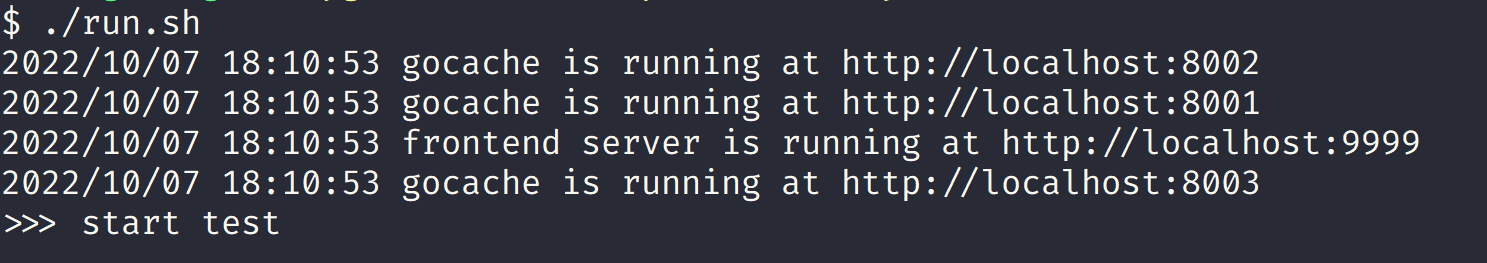 $ ./run.sh
2022/10/07 18:10:53 gocache is running at http://localhost:8002
2022/10/07 18:10:53 gocache is running at http://localhost:8001
2022/10/07 18:10:53 frontend server is running at http://localhost:9999
2022/10/07 18:10:53 gocache is running at http://localhost:8003
>>> start test